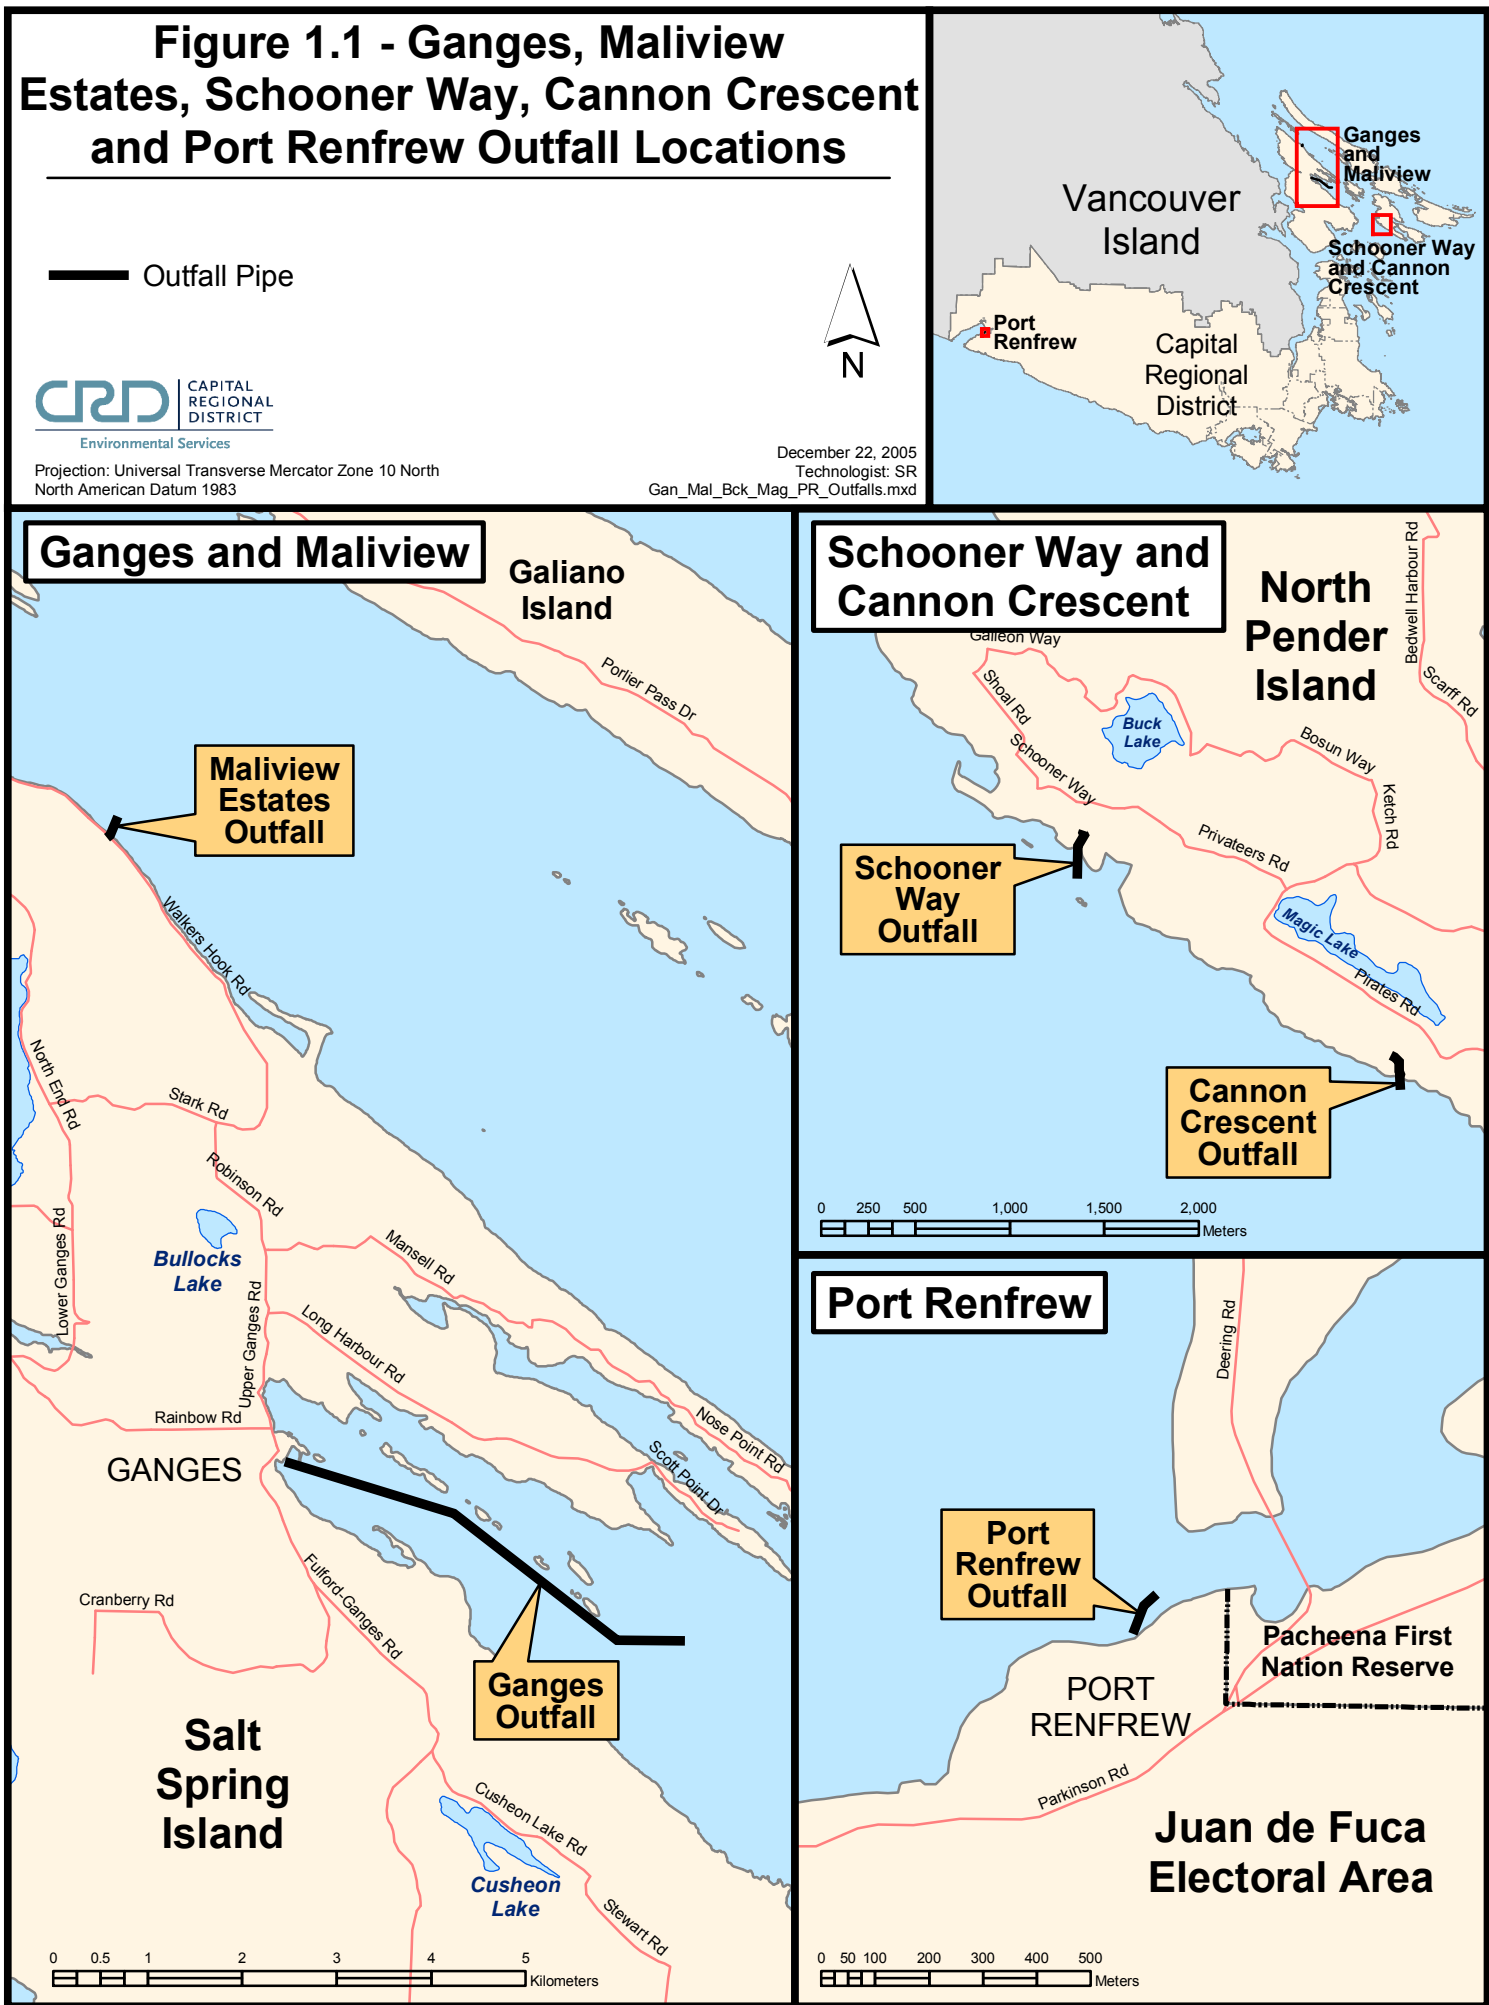 Figure 1.1 - Ganges, Maliview
Estates, Schooner Way, Cannon Crescent
and Port Renfrew Outfall Locations
Outfall Pipe
N
CRD
CAPITAL
REGIONAL
DISTRICT
Environmental Services
Projection: Universal Transverse Mercator Zone 10 North
North American Datum 1983
December 22, 2005
Technologist: SR
Gan_Mal_Bck_Mag_PR_Outfalls.mxd
Vancouver
Island
Ganges
and
Maliview
Schooner Way
and Cannon
Crescent
Port
Renfrew
Capital
Regional
District
Ganges and Maliview
Galiano
Island
Porlier Pass Dr
Maliview
Estates
Outfall
Walkers Hook Rd
North End Rd
Stark Rd
Robinson Rd
Lower Ganges Rd
Bullocks
Lake
Upper Ganges Rd
Mansell Rd
Long Harbour Rd
Rainbow Rd
Nose Point Rd
Scott Point Dr
GANGES
Fulford-Ganges Rd
Cranberry Rd
Ganges
Outfall
Salt
Spring
Island
Cusheon Lake Rd
Cusheon
Lake
Stewart Rd
0 0.5 1 2 3 4 5
Kilometers
Schooner Way and
Cannon Crescent
North
Pender
Island
Bedwell Harbour Rd
Scarff Rd
Galleon Way
Shoal Rd
Buck
Lake
Schooner Way
Bosun Way
Ketch Rd
Privateers Rd
Schooner
Way
Outfall
Magic Lake
Pirates Rd
Cannon
Crescent
Outfall
0 250 500 1,000 1,500 2,000
Meters
Port Renfrew
Deering Rd
Port
Renfrew
Outfall
Pacheena First
Nation Reserve
PORT
RENFREW
Parkinson Rd
Juan de Fuca
Electoral Area
0 50 100 200 300 400 500
Meters